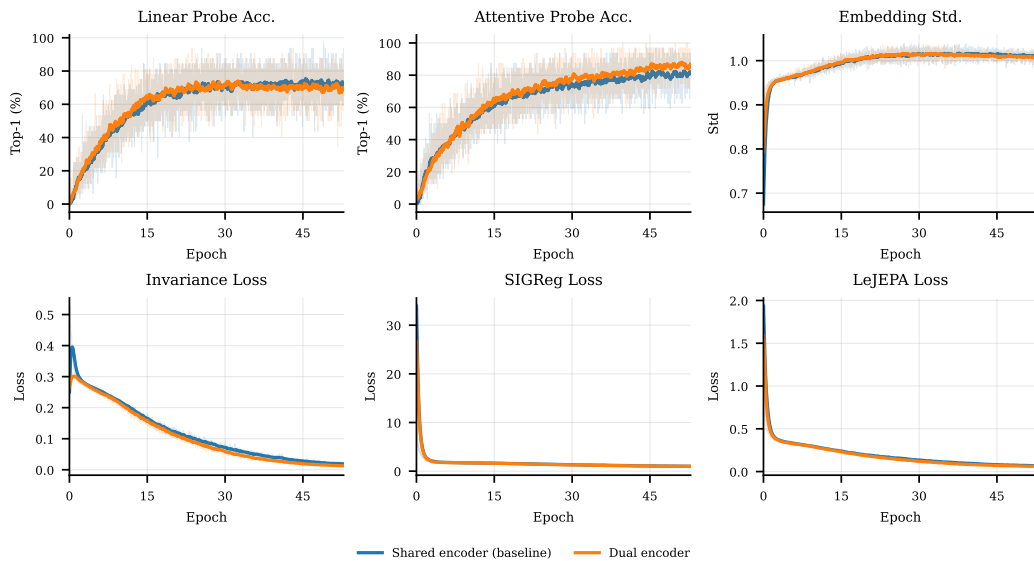 Linear Probe Acc.
Attentive Probe Acc.
Embedding Std.
Top-1 (%)
100
80
60
40
20
0
0
15
30
45
Epoch
Top-1 (%)
100
80
60
40
20
0
0
15
30
45
Epoch
Std
1.0
0.9
0.8
0.7
0
15
30
45
Epoch
Invariance Loss
SIGReg Loss
LeJEPA Loss
Loss
0.5
0.4
0.3
0.2
0.1
0.0
0
15
30
45
Epoch
Loss
30
20
10
0
0
15
30
45
Epoch
Loss
2.0
1.5
1.0
0.5
0.0
0
15
30
45
Epoch
Shared encoder (baseline)
Dual encoder